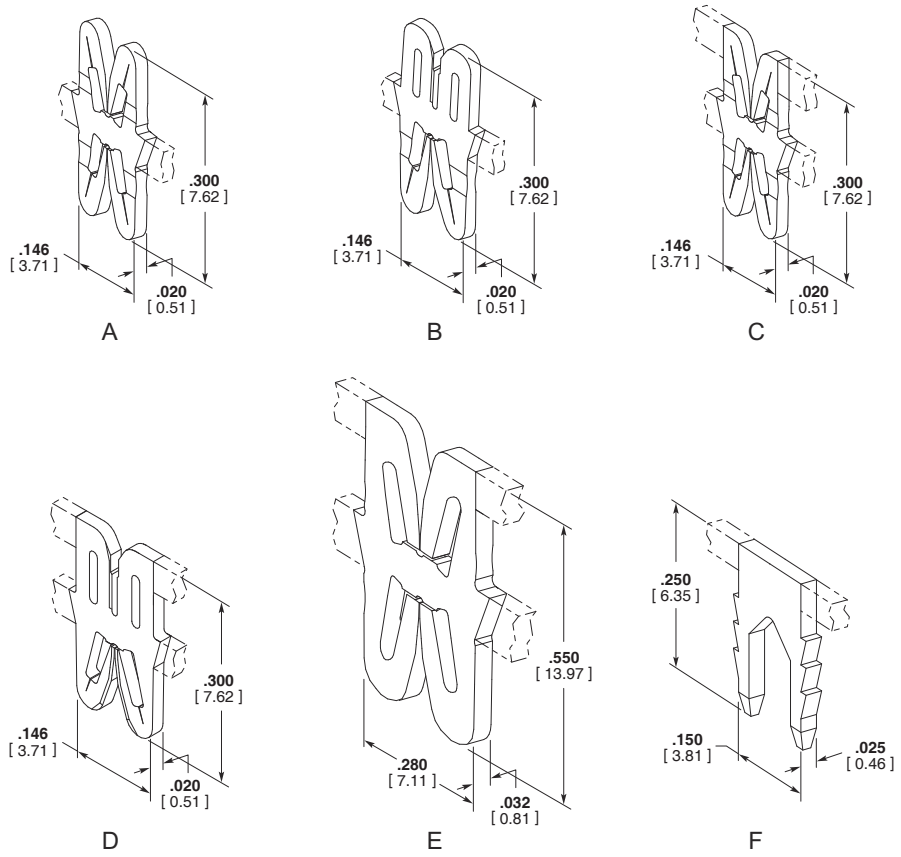 .300
[ 7.62 ]
.146
[ 3.71 ]
.020
[ 0.51 ]
A
.300
[ 7.62 ]
.146
[ 3.71 ]
.020
[ 0.51 ]
B
.300
[ 7.62 ]
.146
[ 3.71 ]
.020
[ 0.51 ]
C
.300
[ 7.62 ]
.146
[ 3.71 ]
.020
[ 0.51 ]
D
.550
[ 13.97 ]
.280
[ 7.11 ]
.032
[ 0.81 ]
E
.250
[ 6.35 ]
.150
[ 3.81 ]
.025
[ 0.46 ]
F